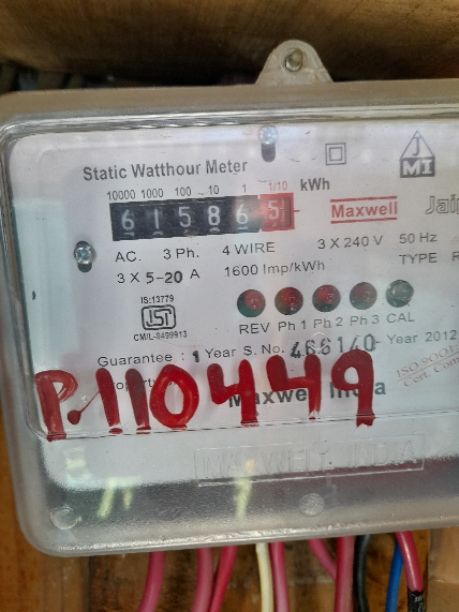 J
MI
Static Watthour Meter
10000 1000 100 10 1 1/10 kWh
6 1 5 8 6 5
Maxwell
AC. 3 Ph. 4 WIRE 3 X 240 V 50 Hz
3 X 5-20 A 1600 Imp/kWh TYPE
IS:13779
ISI
REV Ph 1 Ph 2 Ph 3 CAL
Guarantee : 1 Year S. No. 466140 Year 2012
P.110449
Maxwell India
MAXWELL INDIA